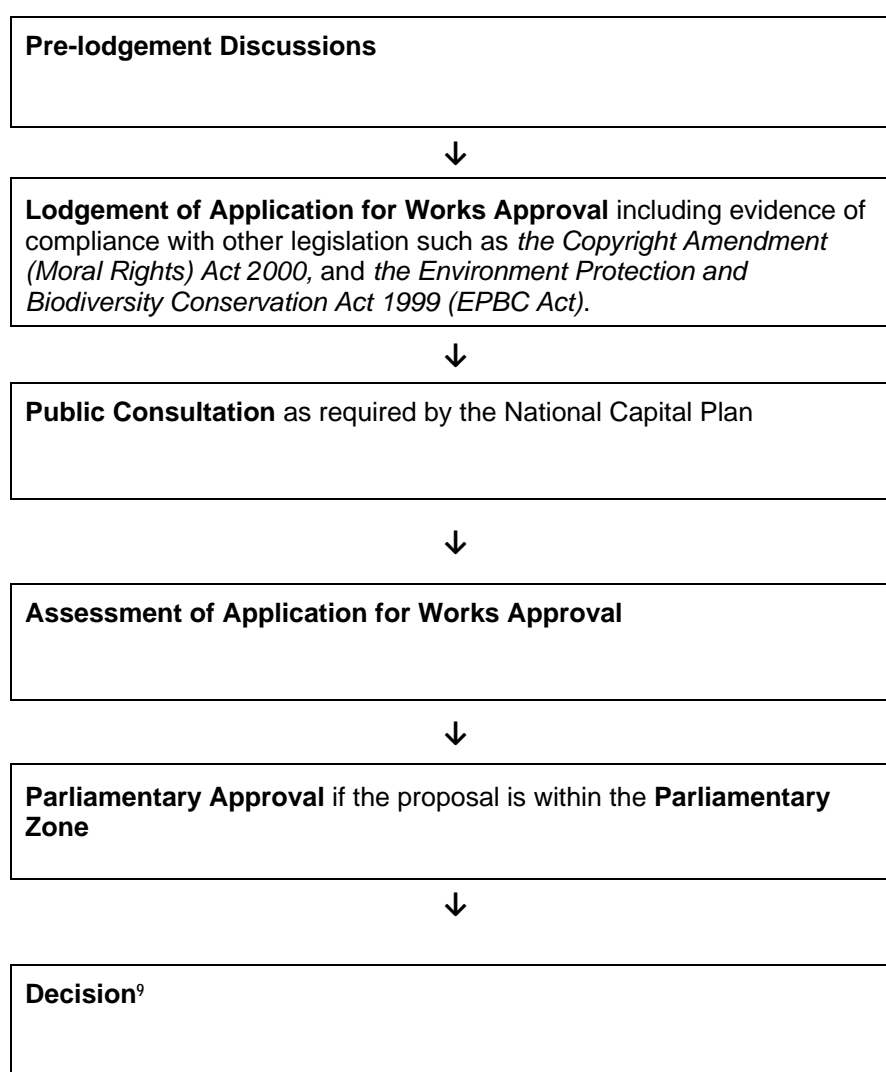 Pre-lodgement Discussions
↓
Lodgement of Application for Works Approval including evidence of
compliance with other legislation such as the Copyright Amendment
(Moral Rights) Act 2000, and the Environment Protection and
Biodiversity Conservation Act 1999 (EPBC Act).
↓
Public Consultation as required by the National Capital Plan
↓
Assessment of Application for Works Approval
↓
Parliamentary Approval if the proposal is within the Parliamentary
Zone
↓
Decision⁹